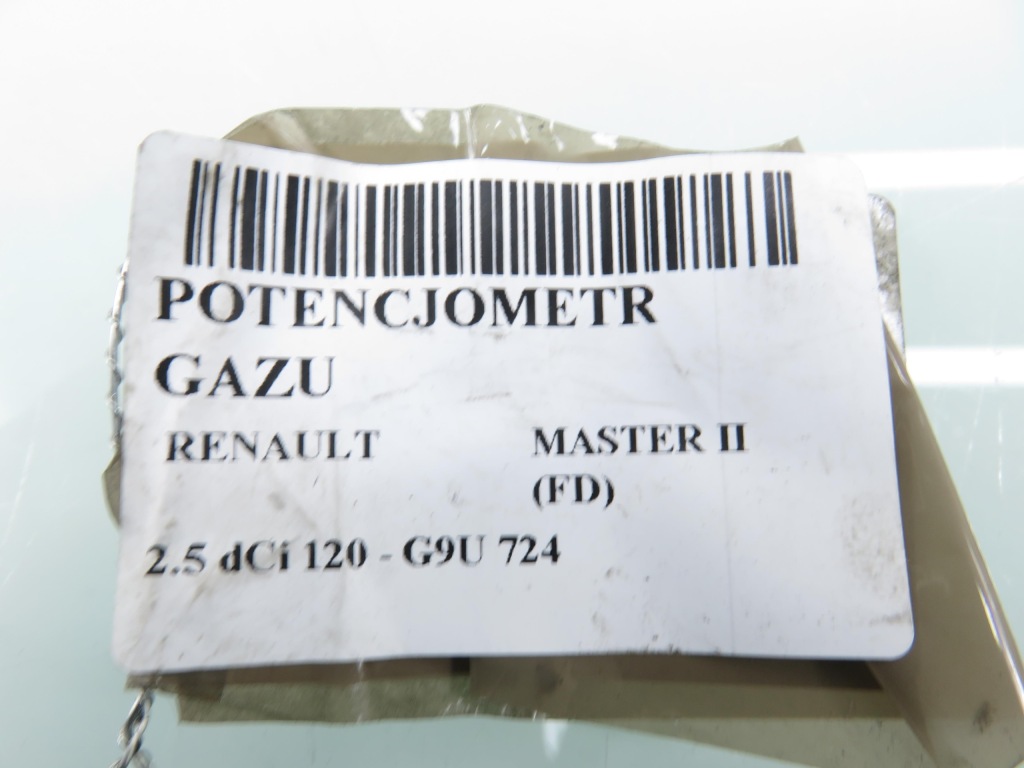 POTENCJOMETR
GAZU
RENAULT MASTER II
(FD)
2.5 dCi 120 - G9U 724